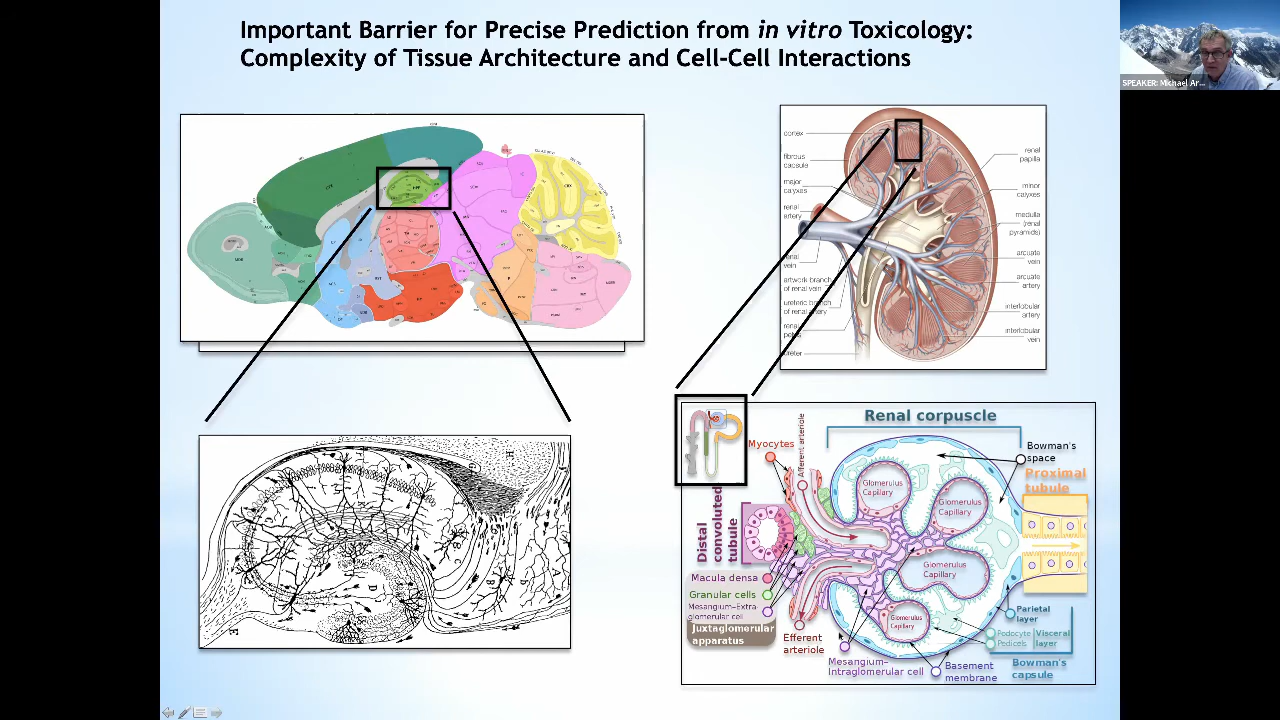 Important Barrier for Precise Prediction from in vitro Toxicology:
Complexity of Tissue Architecture and Cell-Cell Interactions
SPEAKER: Michael Ar...
cortex
fibrous
capsule
major
calyxes
renal
artery
renal
vein
artwork branch
of renal vein
ureteric branch
of renal artery
renal
pelvis
ureter
renal
papilla
minor
calyxes
medulla
(renal
pyramids)
arcuate
vein
arcuate
artery
interlobular
artery
interlobular
vein
Renal corpuscle
Myocytes
Afferent arteriole
Bowman's
space
Proximal
tubule
Glomerulus
Capillary
Glomerulus
Capillary
Glomerulus
Capillary
Glomerulus
Capillary
Distal
convoluted
tubule
Macula densa
Granular cells
Mesangium–Extra
glomerular cell
Juxtaglomerular
apparatus
Efferent
arteriole
Mesangium–
Intraglomerular cell
Basement
membrane
Parietal
layer
Podocyte
Pedicels
Visceral
layer
Bowman's
capsule